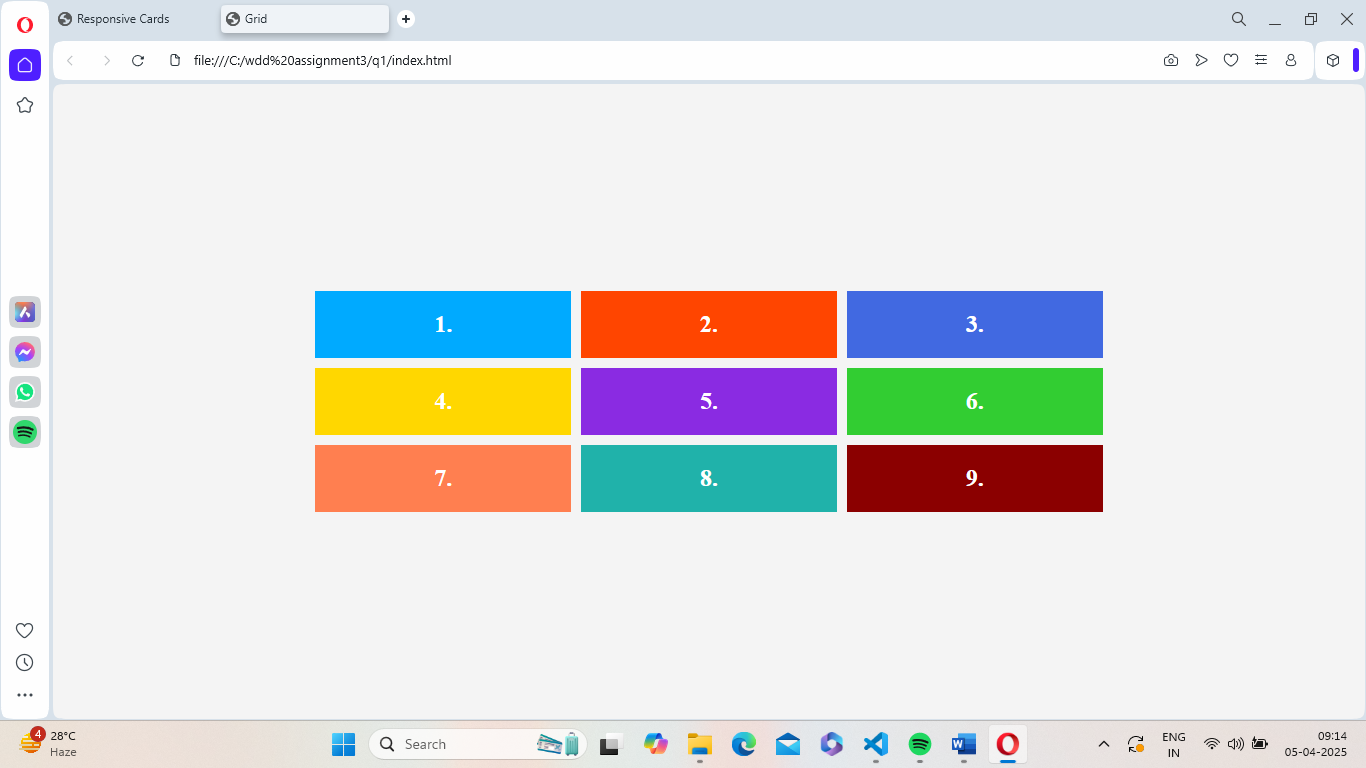 Responsive Cards
Grid
file:///C:/wdd%20assignment3/q1/index.html
1. 2. 3.
4. 5. 6.
7. 8. 9.
4
28°C
Haze
Search
ENG
IN
09:14
05-04-2025